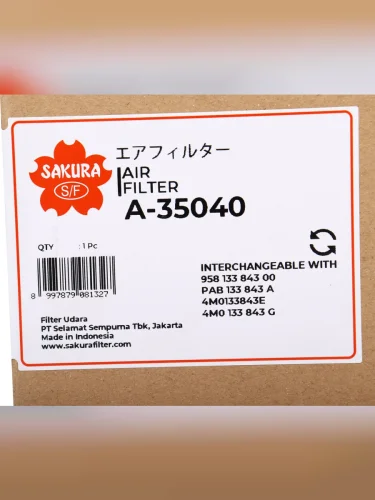 SAKURA
S/F
エアフィルター
AIR
FILTER
A-35040
QTY : 1 Pc
8 997879 081327
INTERCHANGEABLE WITH
958 133 843 00
PAB 133 843 A
4M0133843E
4M0 133 843 G
Filter Udara
PT Selamat Sempurna Tbk, Jakarta
Made in Indonesia
www.sakurafilter.com